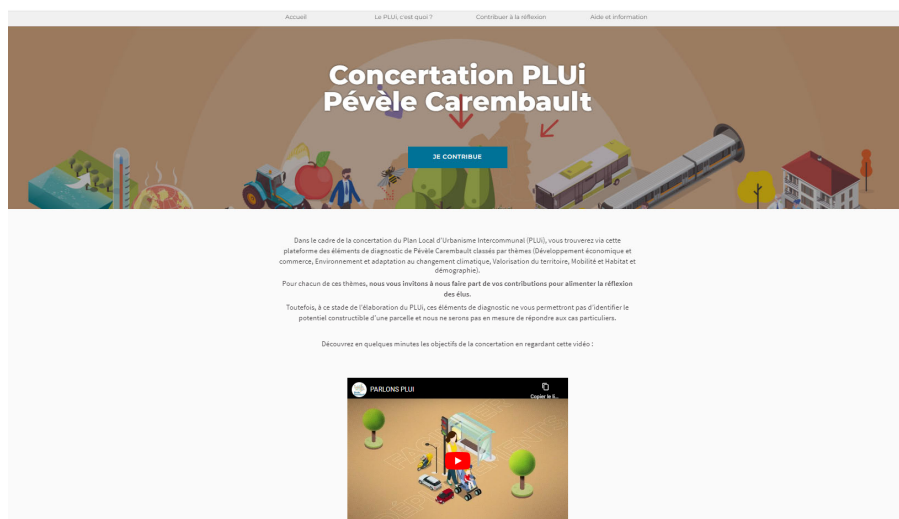 Accueil
Le PLUi, c'est quoi ?
Contribuer à la réflexion
Aide et information
Concertation PLUi
Pévèle Carembault
JE CONTRIBUE
Dans le cadre de la concertation du Plan Local d'Urbanisme Intercommunal (PLUi), vous trouverez via cette
plateforme des éléments de diagnostic de Pévèle Carembault classés par thèmes (Développement économique et
commerce, Environnement et adaptation au changement climatique, Valorisation du territoire, Mobilité et Habitat et
démographie).
Pour chacun de ces thèmes, nous vous invitons à nous faire part de vos contributions pour alimenter la réflexion
des élus.
Toutefois, à ce stade de l'élaboration du PLUi, ces éléments de diagnostic ne vous permettront pas d'identifier le
potentiel constructible d'une parcelle et nous ne serons pas en mesure de répondre aux cas particuliers.
Découvrez en quelques minutes les objectifs de la concertation en regardant cette vidéo :
PARLONS PLUI
Copier le li...